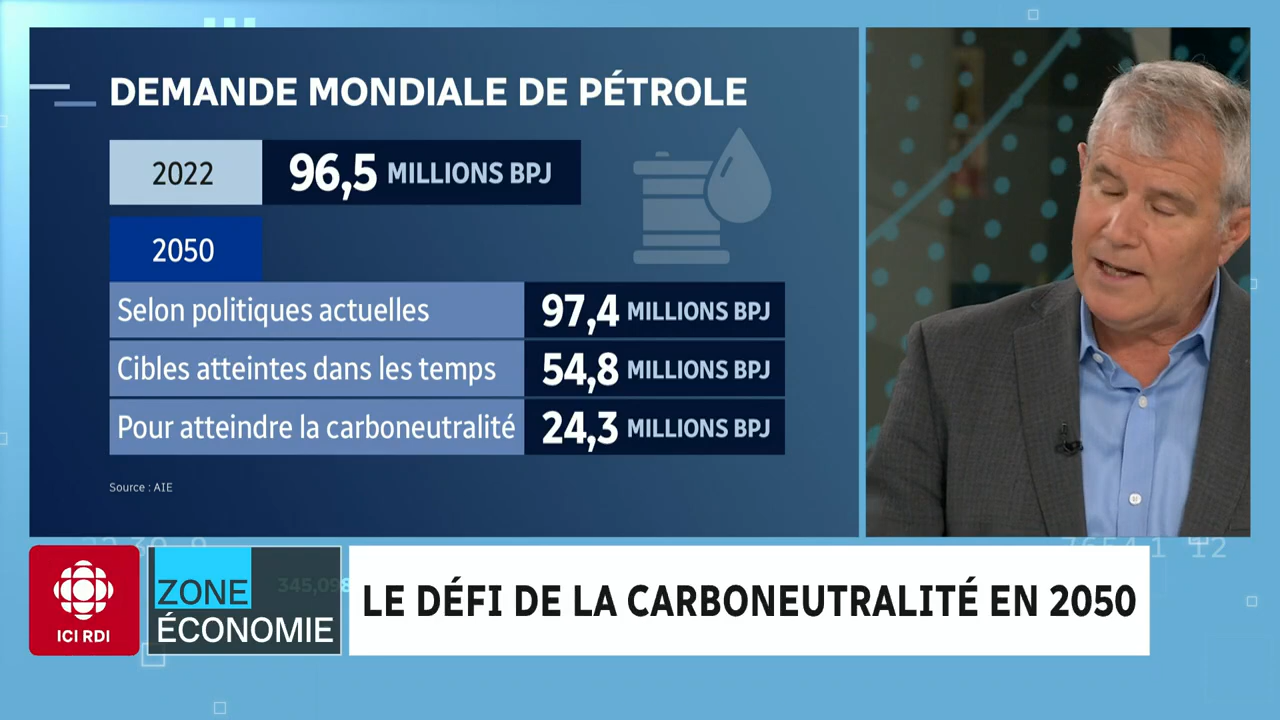 DEMANDE MONDIALE DE PÉTROLE
2022 96,5 MILLIONS BPJ
2050
Selon politiques actuelles 97,4 MILLIONS BPJ
Cibles atteintes dans les temps 54,8 MILLIONS BPJ
Pour atteindre la carboneutralité 24,3 MILLIONS BPJ
Source : AIE
ICI RDI
ZONE
ÉCONOMIE
LE DÉFI DE LA CARBONEUTRALITÉ EN 2050